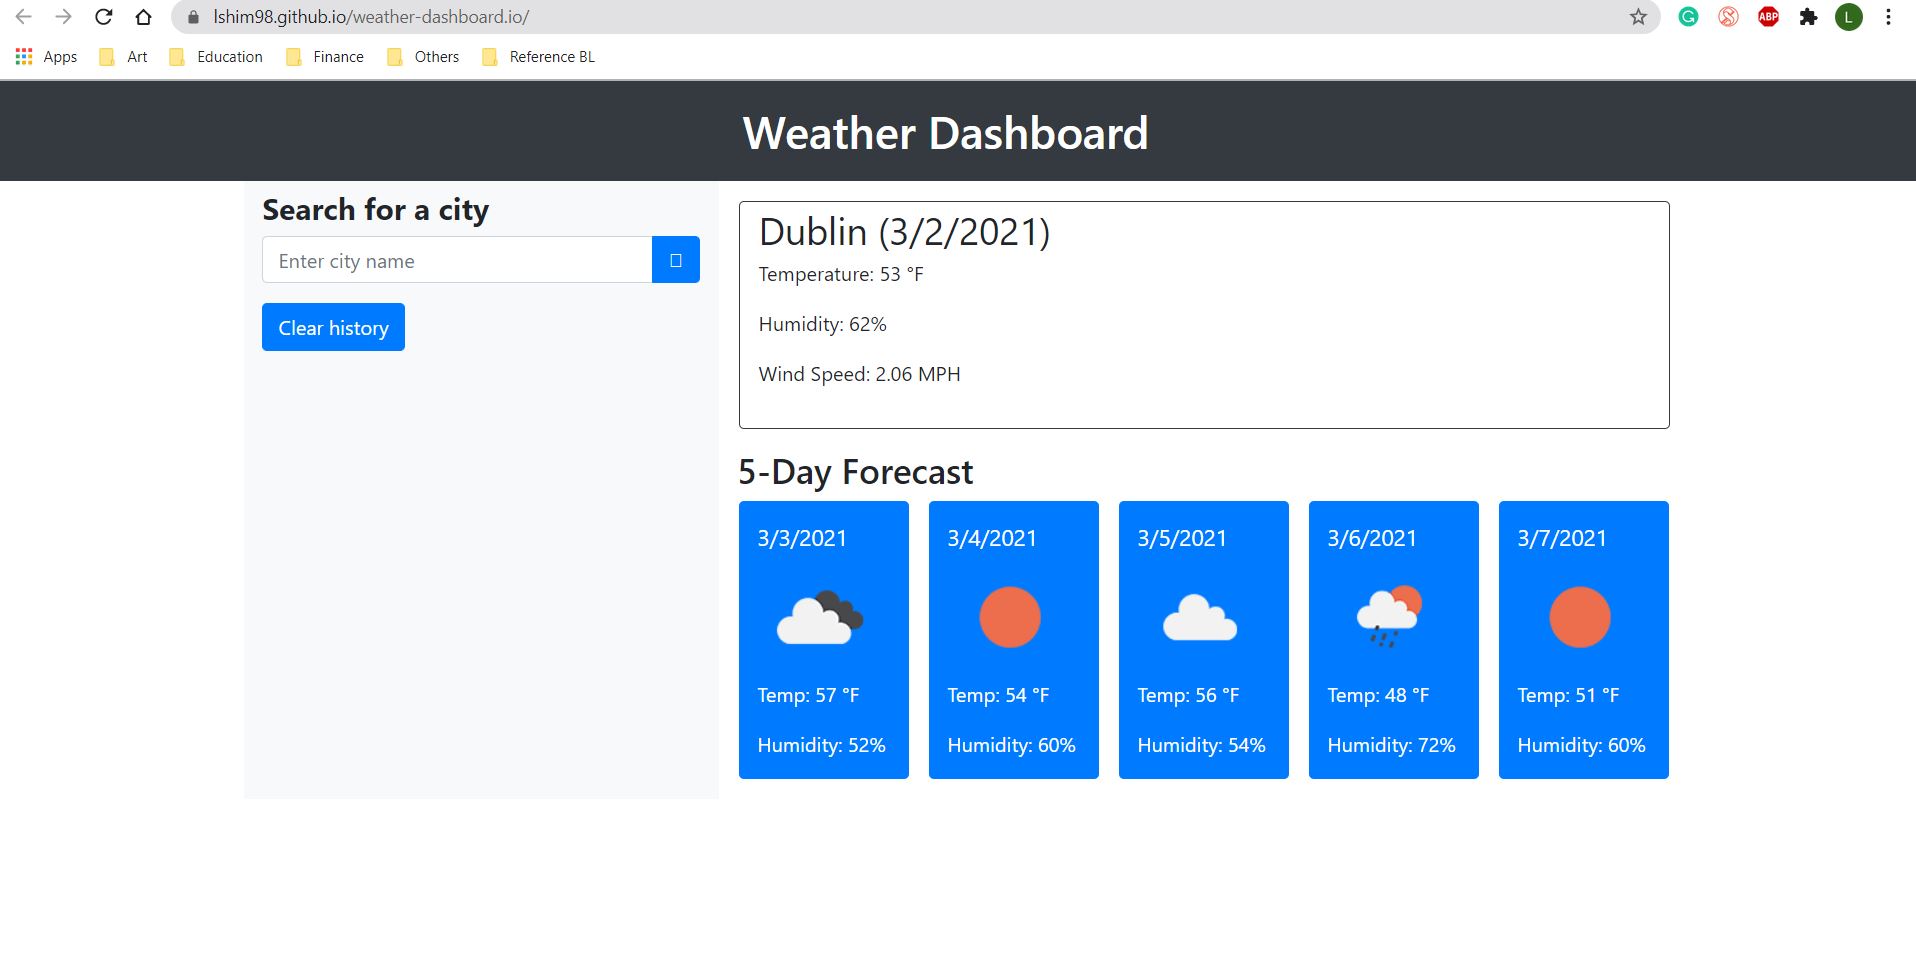 lshim98.github.io/weather-dashboard.io/
ABP
L
Apps Art Education Finance Others Reference BL
Weather Dashboard
Search for a city
Enter city name
Clear history
Dublin (3/2/2021)
Temperature: 53 °F
Humidity: 62%
Wind Speed: 2.06 MPH
5-Day Forecast
3/3/2021
Temp: 57 °F
Humidity: 52%
3/4/2021
Temp: 54 °F
Humidity: 60%
3/5/2021
Temp: 56 °F
Humidity: 54%
3/6/2021
Temp: 48 °F
Humidity: 72%
3/7/2021
Temp: 51 °F
Humidity: 60%